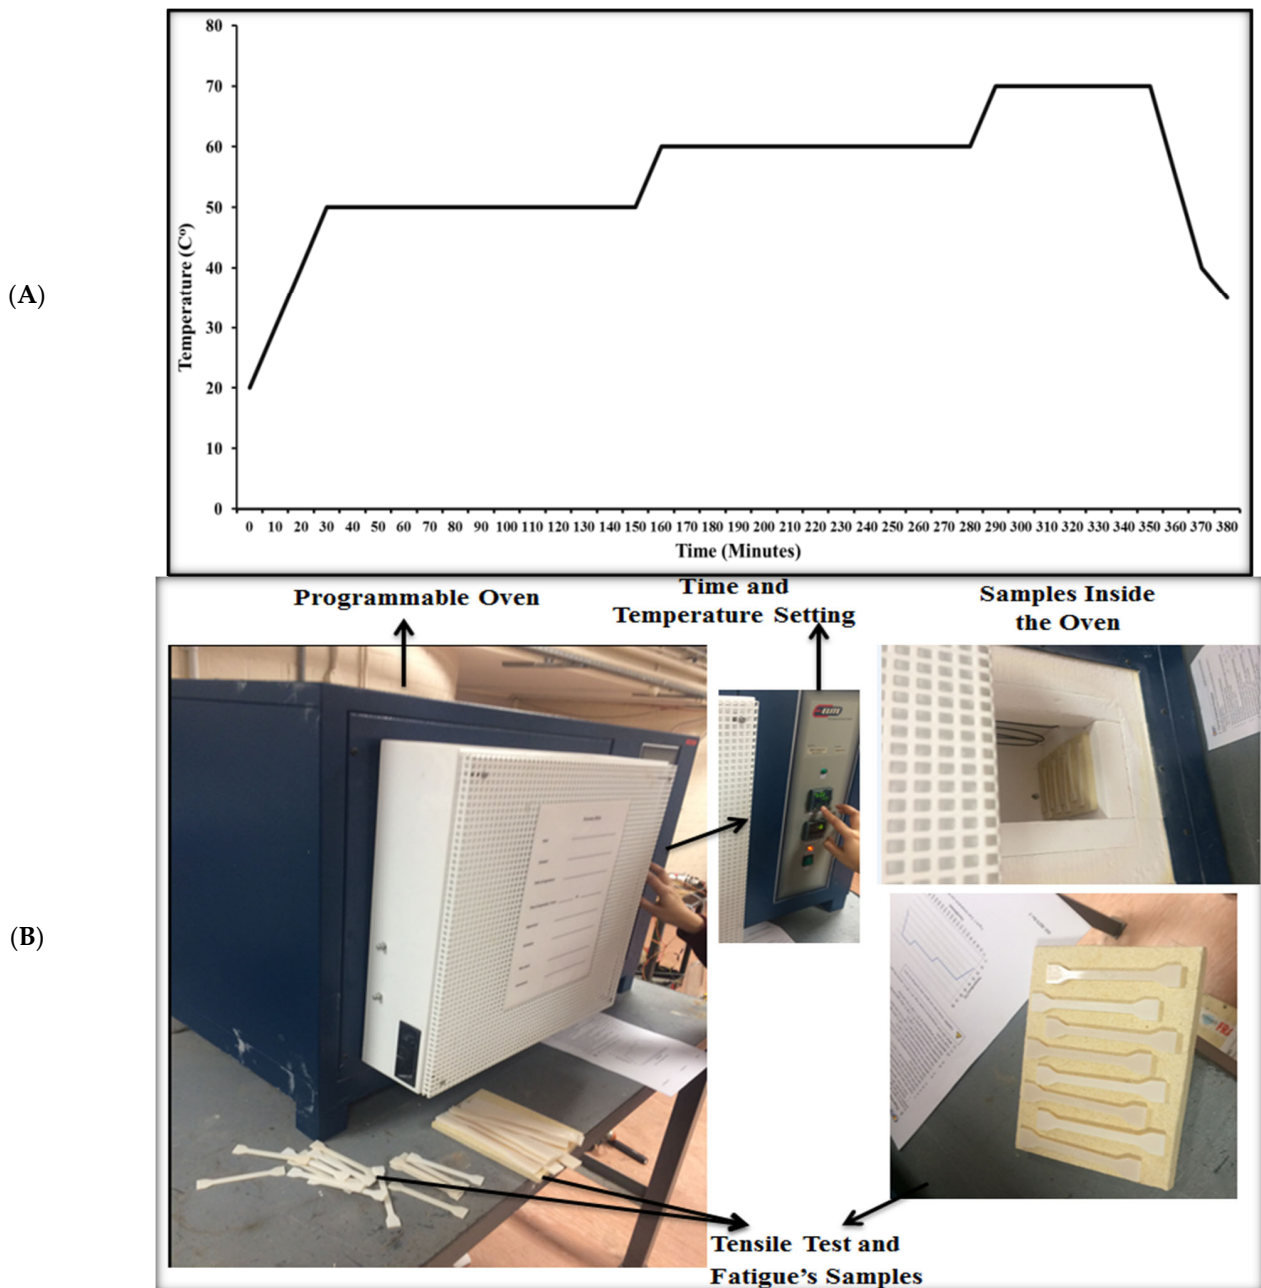 (A)
Temperature (C°)
80
70
60
50
40
30
20
10
0
0 10 20 30 40 50 60 70 80 90 100 110 120 130 140 150 160 170 180 190 200 210 220 230 240 250 260 270 280 290 300 310 320 330 340 350 360 370 380
Time (Minutes)
(B)
Programmable Oven
Time and
Temperature Setting
Samples Inside
the Oven
ELITE
Tensile Test and
Fatigue's Samples